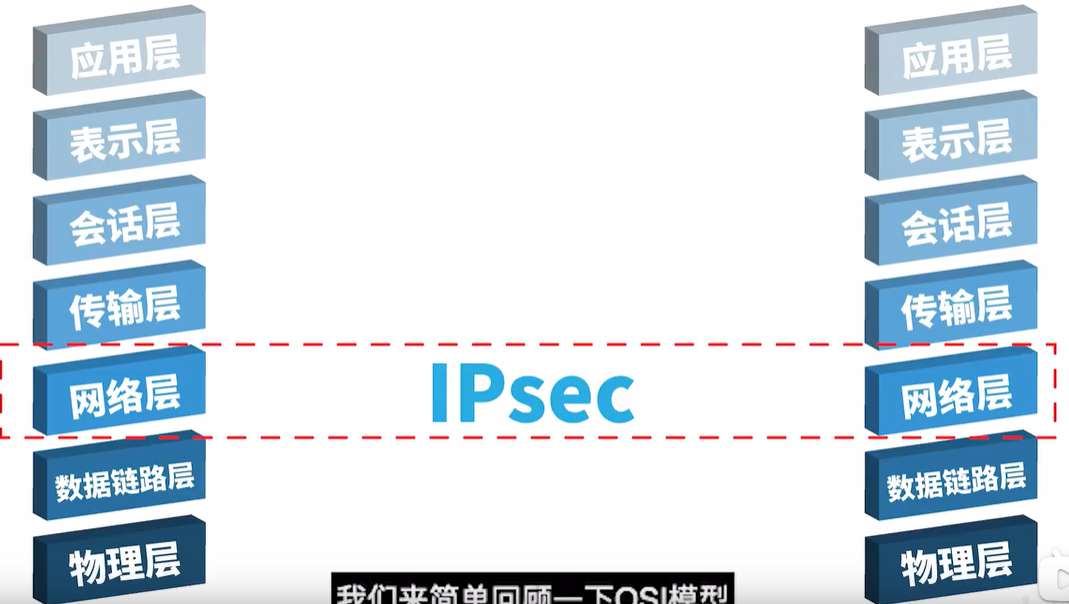 应用层
应用层
表示层
表示层
会话层
会话层
传输层
传输层
网络层
IPsec
网络层
数据链路层
数据链路层
物理层
物理层
我们来简单回顾一下OSI模型